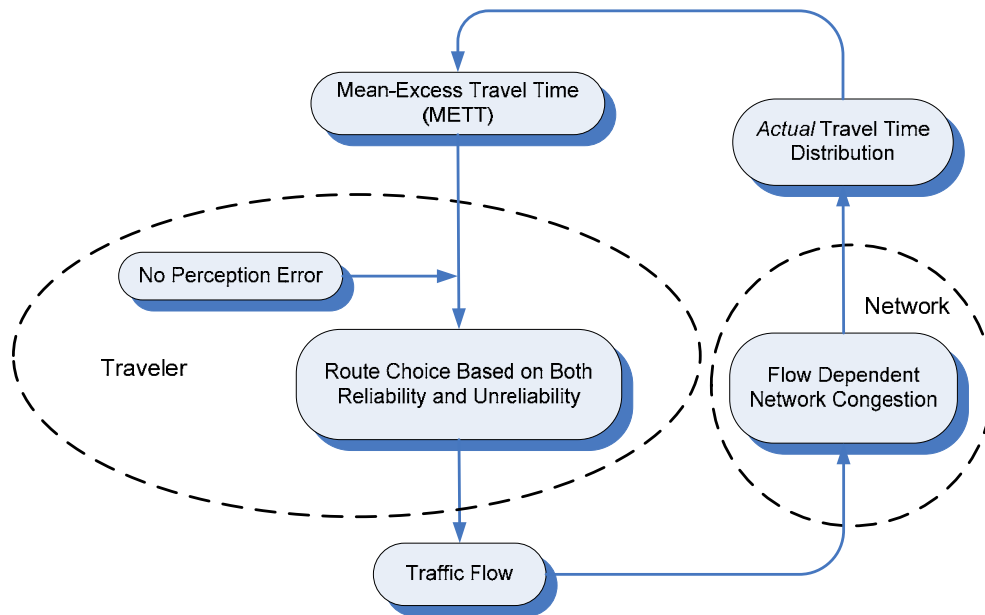 Mean-Excess Travel Time
(METT)
Actual Travel Time
Distribution
No Perception Error
Network
Traveler
Route Choice Based on Both
Reliability and Unreliability
Flow Dependent
Network Congestion
Traffic Flow